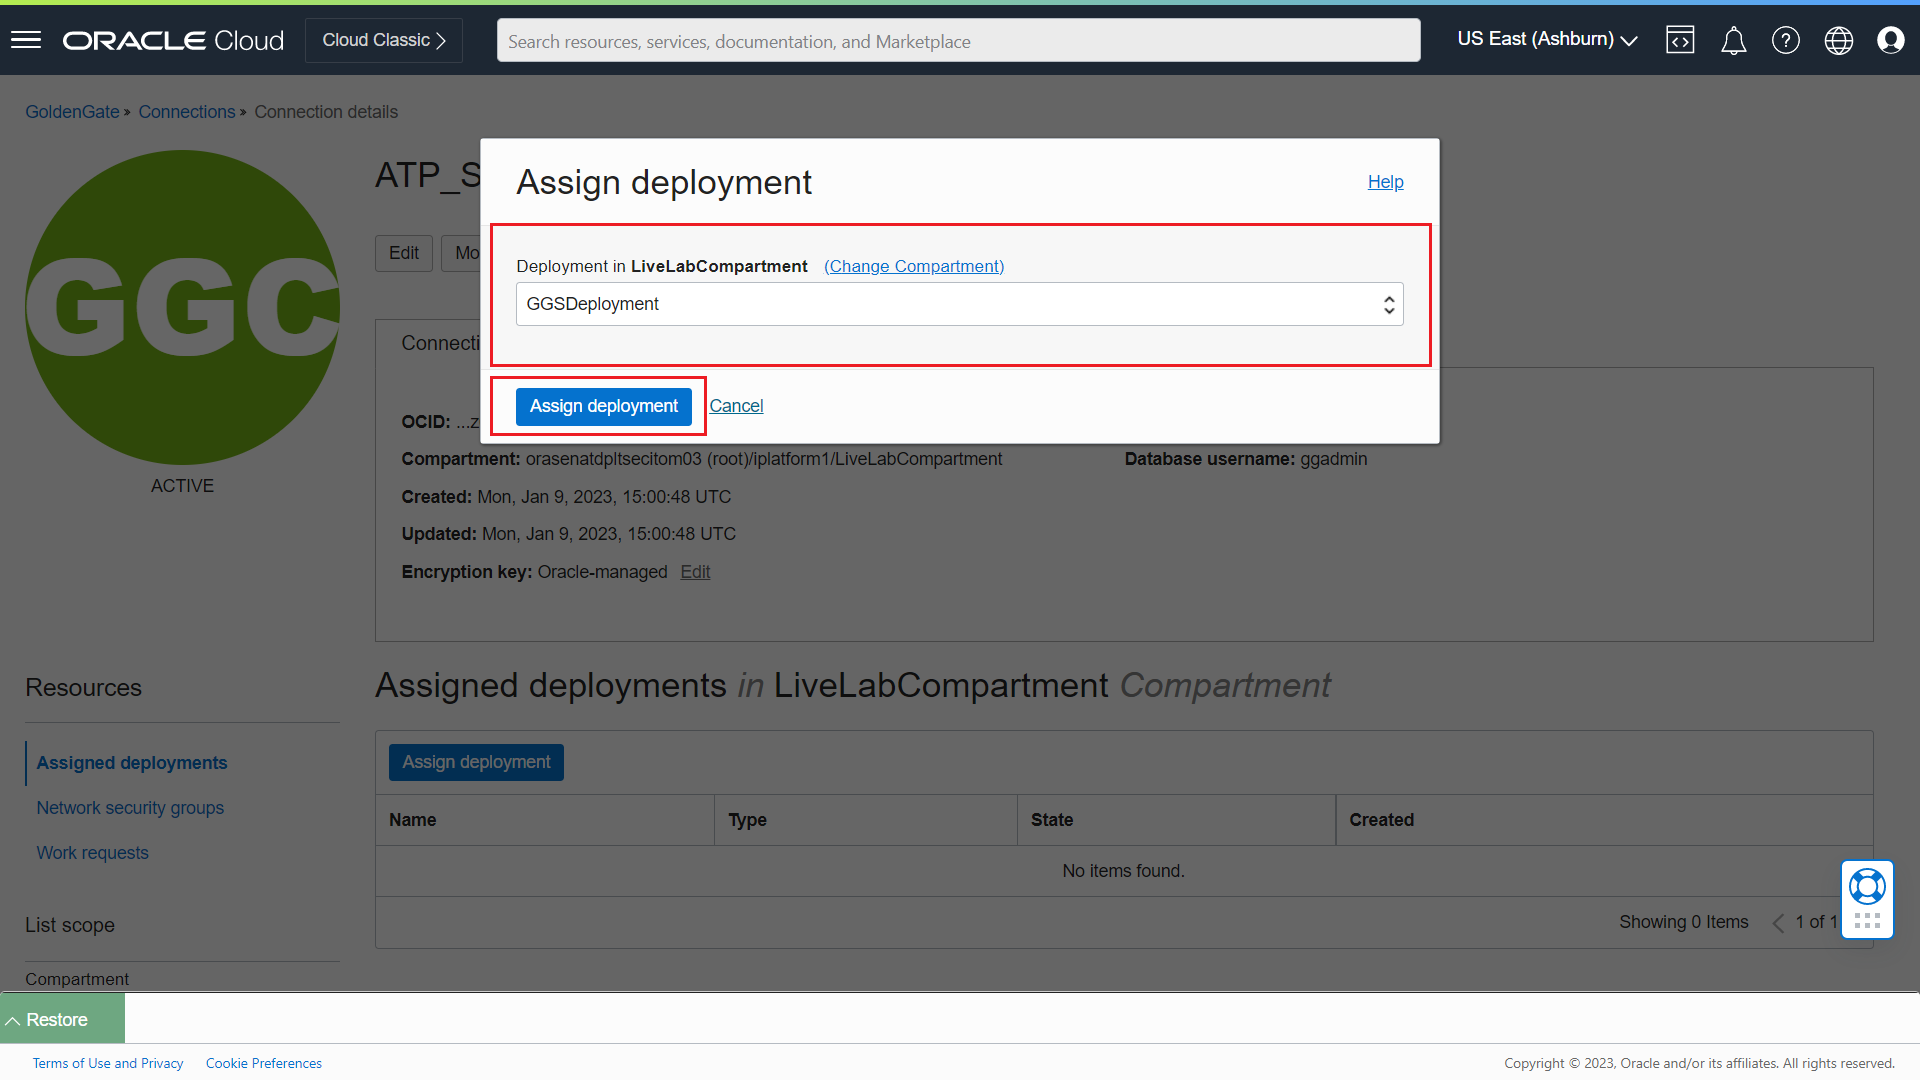 ORACLE Cloud
Cloud Classic
Search resources, services, documentation, and Marketplace
US East (Ashburn)
GoldenGate » Connections » Connection details
GGC
ACTIVE
ATP_S
Edit
Mo
Connecti
Assign deployment
Help
Deployment in LiveLabCompartment (Change Compartment)
GGSDeployment
Assign deployment
Cancel
OCID: ...z
Compartment: orasenatdpltsecitom03 (root)/iplatform1/LiveLabCompartment
Created: Mon, Jan 9, 2023, 15:00:48 UTC
Updated: Mon, Jan 9, 2023, 15:00:48 UTC
Encryption key: Oracle-managed Edit
Database username: ggadmin
Resources
Assigned deployments
Network security groups
Work requests
List scope
Compartment
Assigned deployments in LiveLabCompartment Compartment
Assign deployment
Name Type State Created
No items found.
Showing 0 Items
1 of 1
Restore
Terms of Use and Privacy
Cookie Preferences
Copyright © 2023, Oracle and/or its affiliates. All rights reserved.